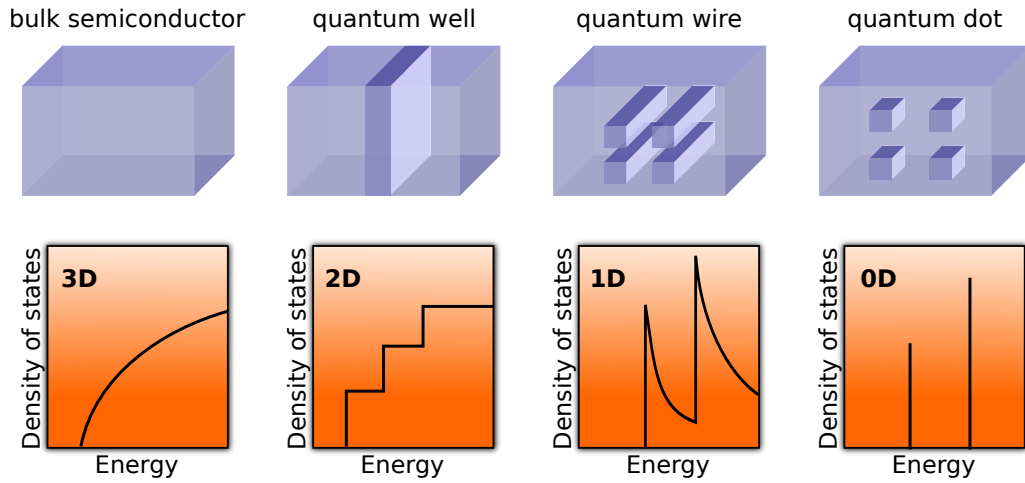 bulk semiconductor
quantum well
quantum wire
quantum dot
Density of states
3D
Energy
Density of states
2D
Energy
Density of states
1D
Energy
Density of states
0D
Energy